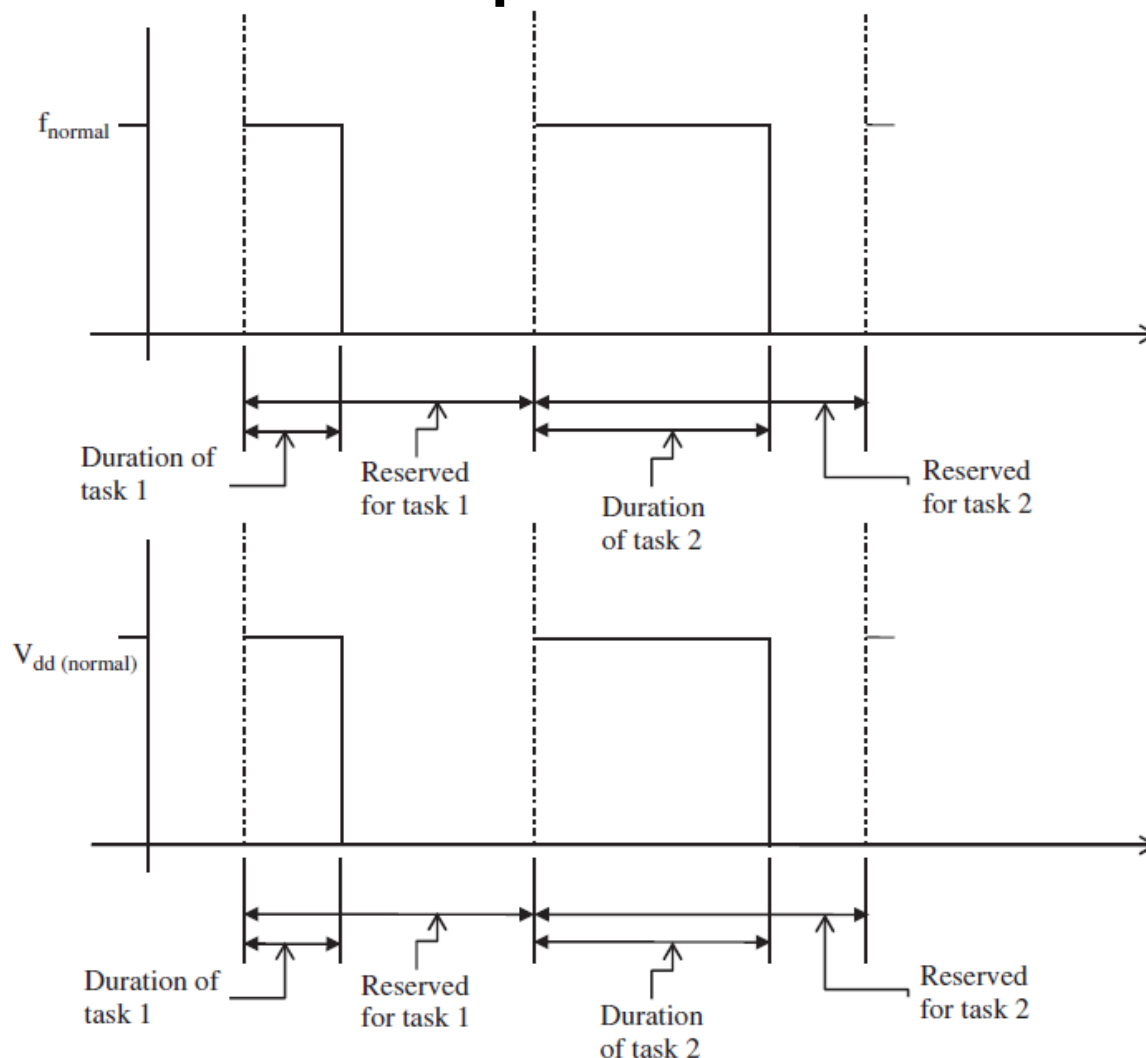 f_normal
Duration of
task 1
Reserved
for task 1
Duration
of task 2
Reserved
for task 2
V_dd (normal)
Duration of
task 1
Reserved
for task 1
Duration
of task 2
Reserved
for task 2